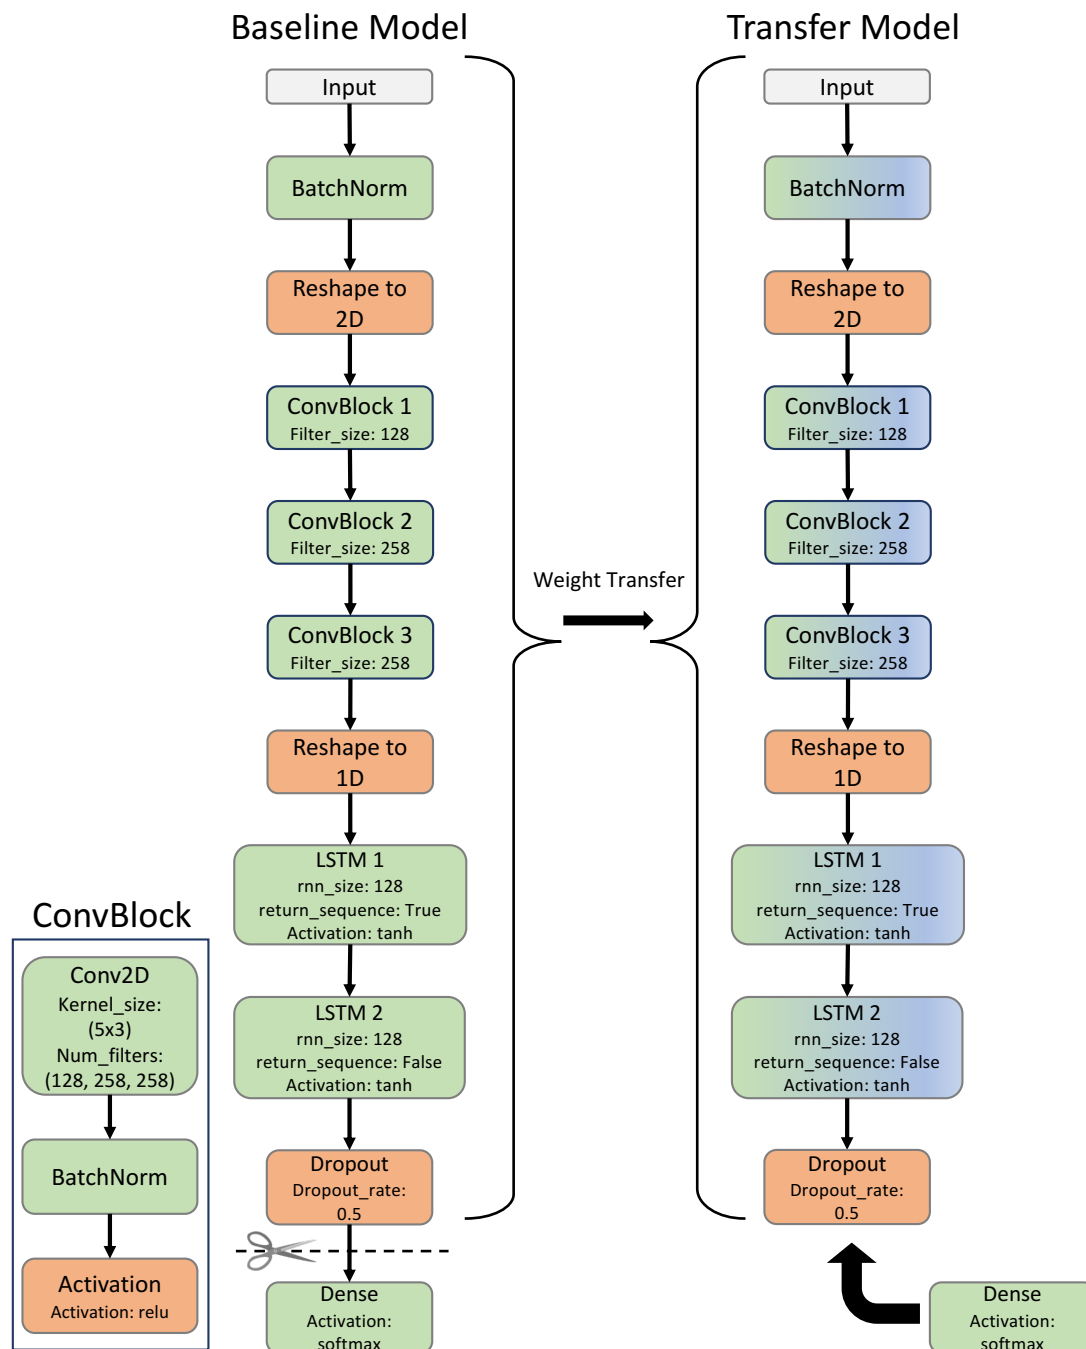 Baseline Model
Input
BatchNorm
Reshape to
2D
ConvBlock 1
Filter_size: 128
ConvBlock 2
Filter_size: 258
ConvBlock 3
Filter_size: 258
Reshape to
1D
LSTM 1
rnn_size: 128
return_sequence: True
Activation: tanh
LSTM 2
rnn_size: 128
return_sequence: False
Activation: tanh
Dropout
Dropout_rate:
0.5
Dense
Activation:
softmax
ConvBlock
Conv2D
Kernel_size:
(5x3)
Num_filters:
(128, 258, 258)
BatchNorm
Activation
Activation: relu
Weight Transfer
Transfer Model
Input
BatchNorm
Reshape to
2D
ConvBlock 1
Filter_size: 128
ConvBlock 2
Filter_size: 258
ConvBlock 3
Filter_size: 258
Reshape to
1D
LSTM 1
rnn_size: 128
return_sequence: True
Activation: tanh
LSTM 2
rnn_size: 128
return_sequence: False
Activation: tanh
Dropout
Dropout_rate:
0.5
Dense
Activation:
softmax